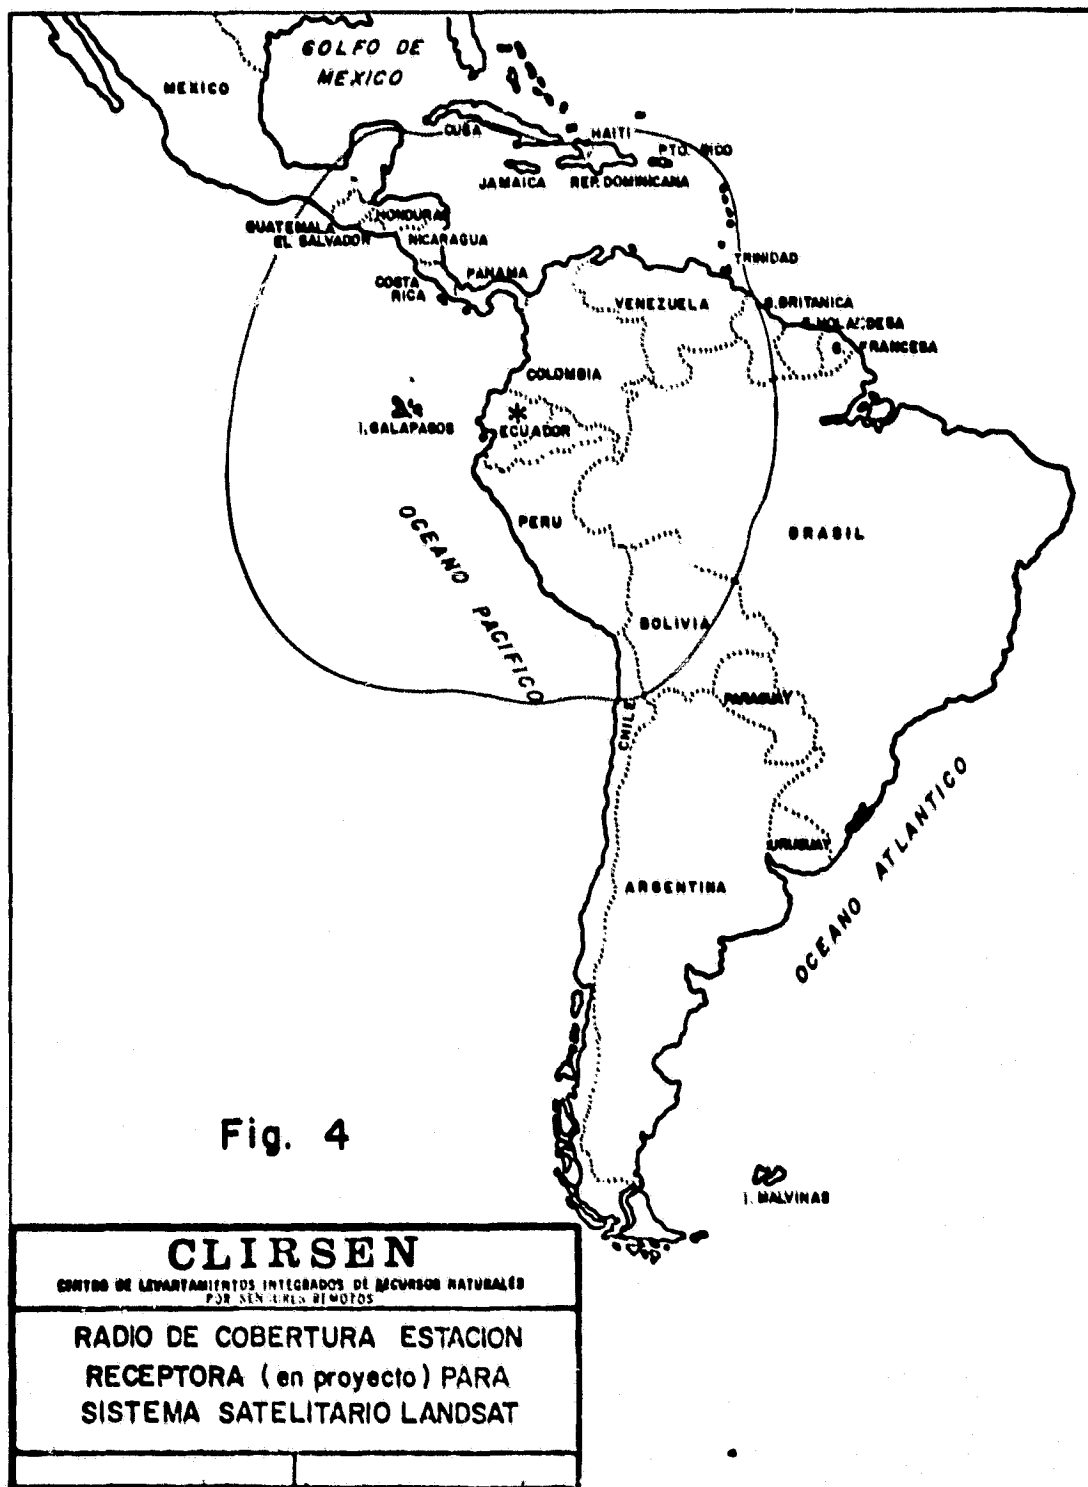 GOLFO DE
MEXICO
MEXICO
CUBA
HAITI
PTO. RICO
JAMAICA
REP. DOMINICANA
HONDURAS
GUATEMALA
EL SALVADOR
NICARAGUA
COSTA
RICA
PANAMA
TRINIDAD
VENEZUELA
G. BRITANICA
G. HOLANDESA
G. FRANCESA
COLOMBIA
I. GALAPAGOS
ECUADOR
PERU
BRASIL
OCEANO PACIFICO
BOLIVIA
PARAGUAY
CHILE
URUGUAY
ARGENTINA
OCEANO ATLANTICO
I. MALVINAS
Fig. 4
CLIRSEN
CENTRO DE LEVANTAMIENTOS INTEGRADOS DE RECURSOS NATURALES
POR SENSORES REMOTOS
RADIO DE COBERTURA ESTACION
RECEPTORA (en proyecto) PARA
SISTEMA SATELITARIO LANDSAT